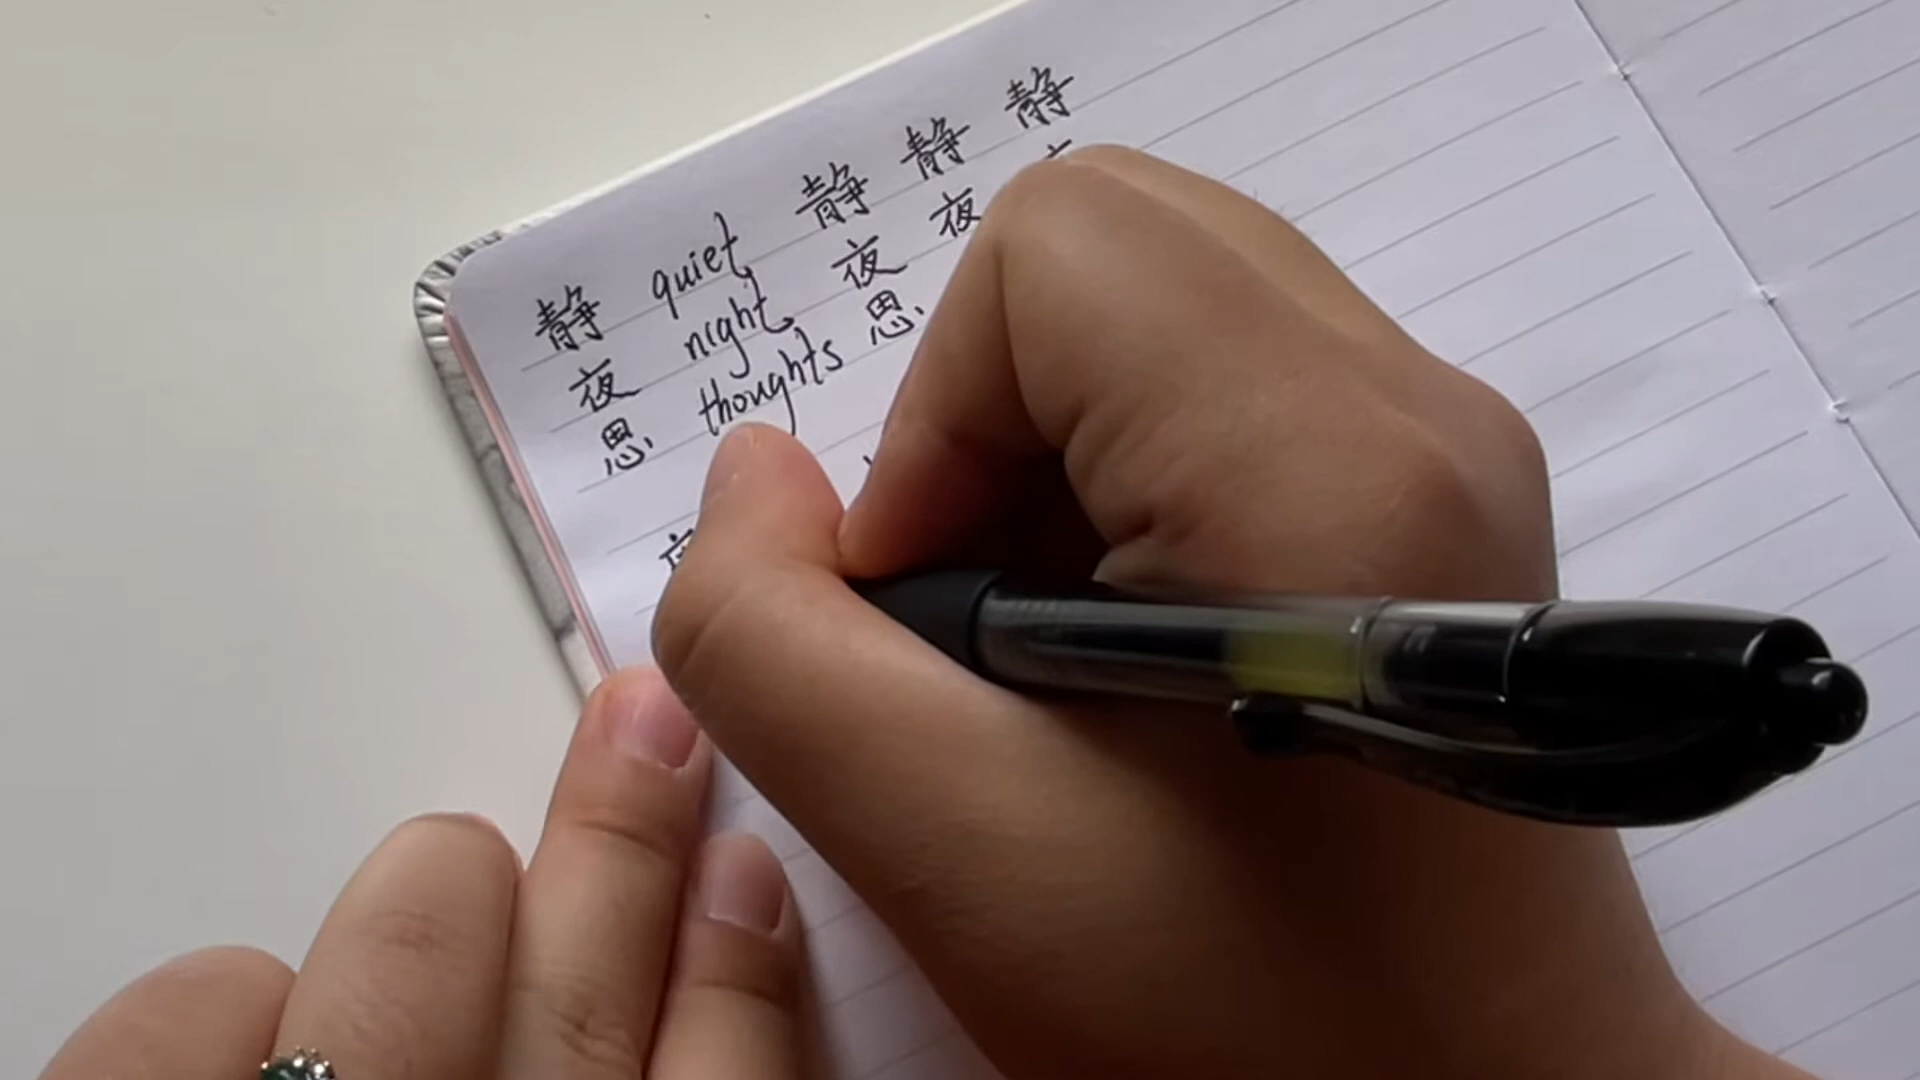 静 quiet 静 静 静
夜 night 夜 夜
思 thoughts 思